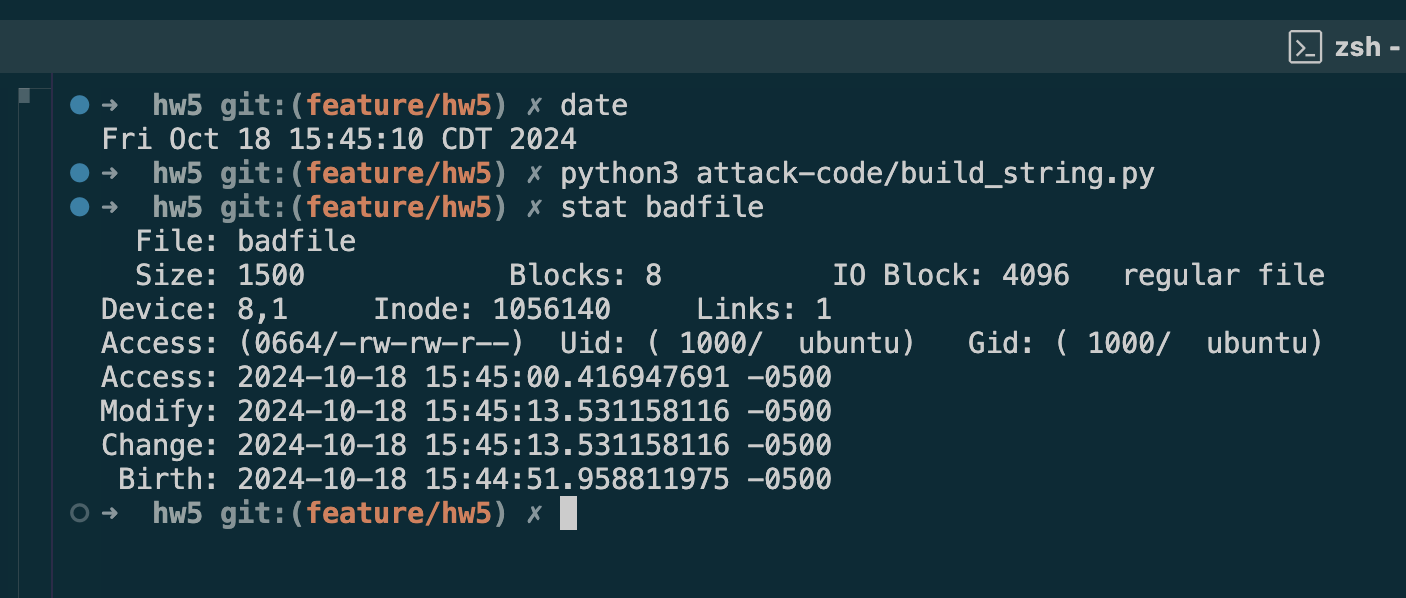 zsh -
➜  hw5 git:(feature/hw5) ✗ date
Fri Oct 18 15:45:10 CDT 2024
➜  hw5 git:(feature/hw5) ✗ python3 attack-code/build_string.py
➜  hw5 git:(feature/hw5) ✗ stat badfile
  File: badfile
  Size: 1500            Blocks: 8          IO Block: 4096   regular file
Device: 8,1     Inode: 1056140     Links: 1
Access: (0664/-rw-rw-r--)  Uid: ( 1000/  ubuntu)   Gid: ( 1000/  ubuntu)
Access: 2024-10-18 15:45:00.416947691 -0500
Modify: 2024-10-18 15:45:13.531158116 -0500
Change: 2024-10-18 15:45:13.531158116 -0500
 Birth: 2024-10-18 15:44:51.958811975 -0500
➜  hw5 git:(feature/hw5) ✗